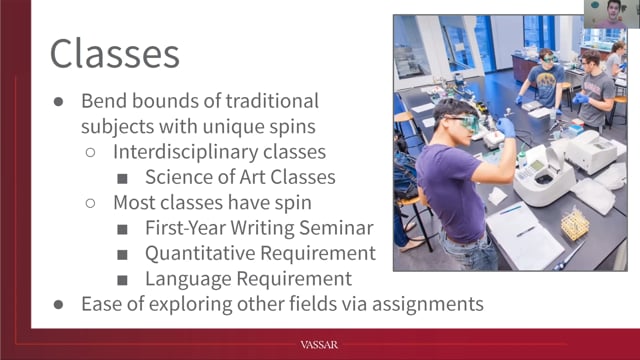 Classes
● Bend bounds of traditional
subjects with unique spins
○ Interdisciplinary classes
■ Science of Art Classes
○ Most classes have spin
■ First-Year Writing Seminar
■ Quantitative Requirement
■ Language Requirement
● Ease of exploring other fields via assignments
VASSAR